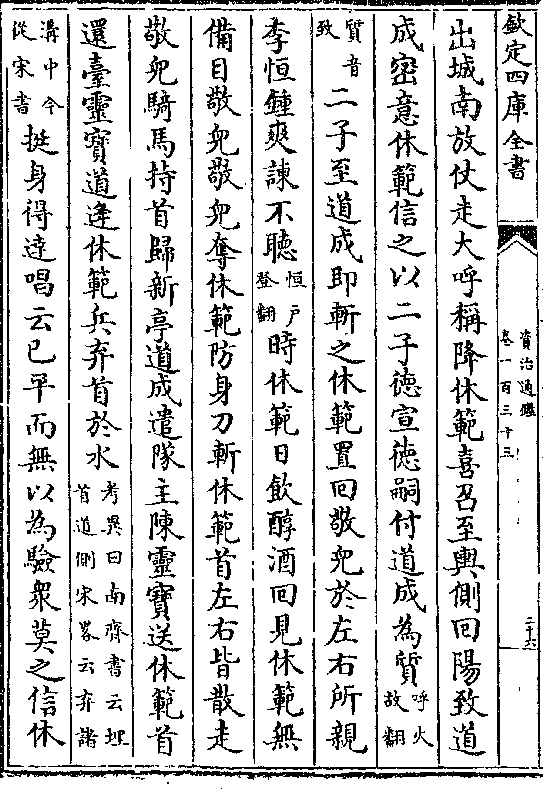 欽定四庫全書
資治通鑑
卷一百三十三
二十六
出城南放仗走大呼稱降休範喜召至輿側回陽致道
成密意休範信之以二子德宣德嗣付道成為質呼火故翻
質音致二子至道成即斬之休範置回敬兒於左右所親
李恒鍾爽諫不聽恒戸登翻時休範日飲醇酒回見休範無
備目敬兒敬兒奪休範防身刀斬休範首左右皆散走
敬兒騎馬持首歸新亭道成遣隊主陳靈寶送休範首
還臺靈寶道逢休範兵弃首於水考異曰南齊書云埋首道側宋畧云弃諸
溝中今從宋書挺身得達唱云已平而無以為驗衆莫之信休